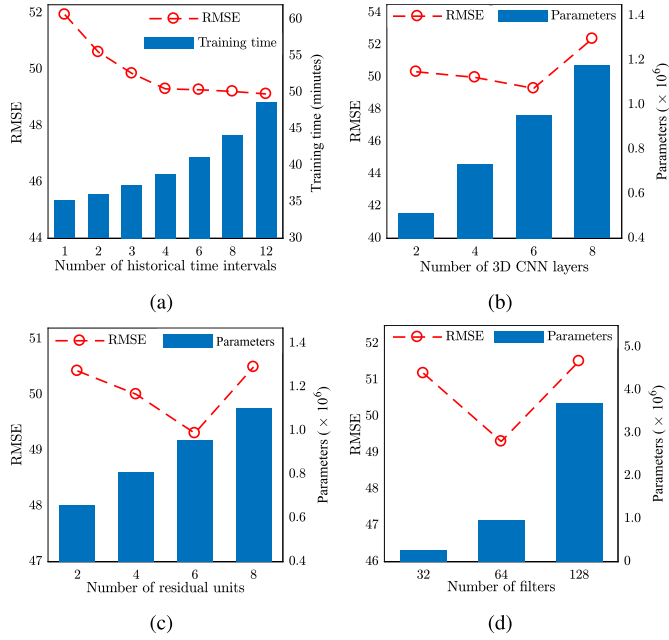 52
50
48
46
44
RMSE
RMSE
Training time
60
55
50
45
40
35
30
Training time (minutes)
1 2 3 4 6 8 12
Number of historical time intervals
(a)
54
52
50
48
46
44
42
40
RMSE
RMSE
Parameters
1.4
1.2
1.0
0.8
0.6
0.4
Parameters (× 10⁶)
2 4 6 8
Number of 3D CNN layers
(b)
51
50
49
48
47
RMSE
RMSE
Parameters
1.4
1.2
1.0
0.8
0.6
0.4
Parameters (× 10⁶)
2 4 6 8
Number of residual units
(c)
52
51
50
49
48
47
46
RMSE
RMSE
Parameters
5.0
4.0
3.0
2.0
1.0
0
Parameters (× 10⁶)
32 64 128
Number of filters
(d)